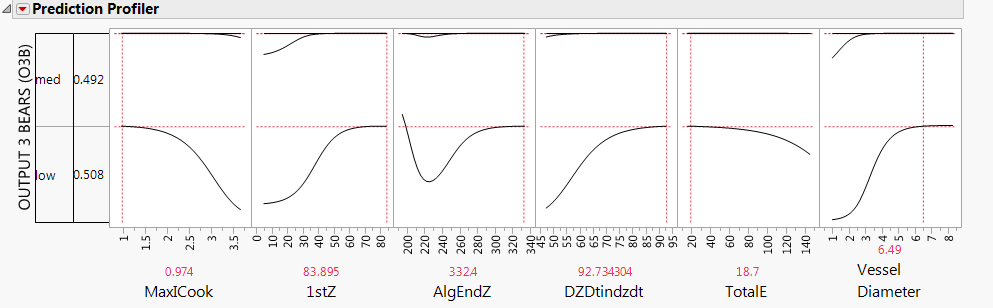 Prediction Profiler
OUTPUT 3 BEARS (O3B)
med 0.492
low 0.508
1 1.5 2 2.5 3 3.5
0 10 20 30 40 50 60 70 80
200 220 240 260 280 300 320 340
45 50 55 60 65 70 75 80 85 90 95
20 40 60 80 100 120 140
1 2 3 4 5 6 7 8
0.974
MaxICook
83.895
1stZ
332.4
AlgEndZ
92.734304
DZDtindzdt
18.7
TotalE
6.49
Vessel
Diameter